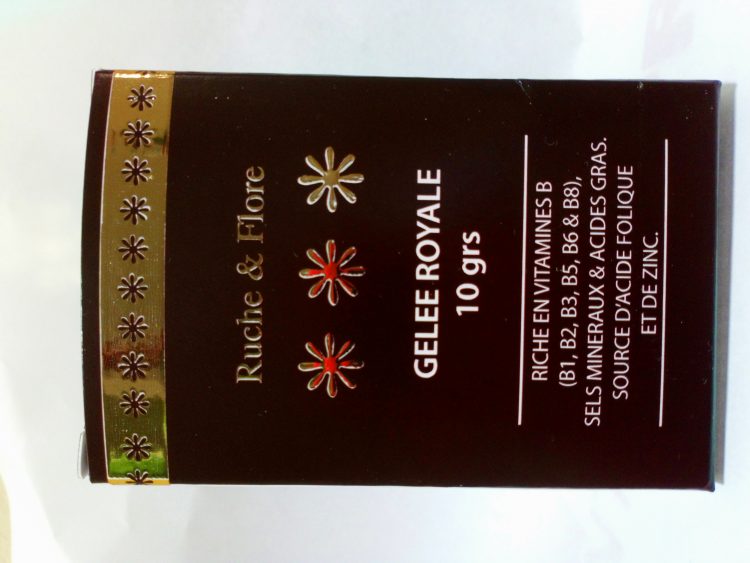 Ruche & Flore
GELEE ROYALE
10 grs
RICHE EN VITAMINES B
(B1, B2, B3, B5, B6 & B8),
SELS MINERAUX & ACIDES GRAS.
SOURCE D'ACIDE FOLIQUE
ET DE ZINC.